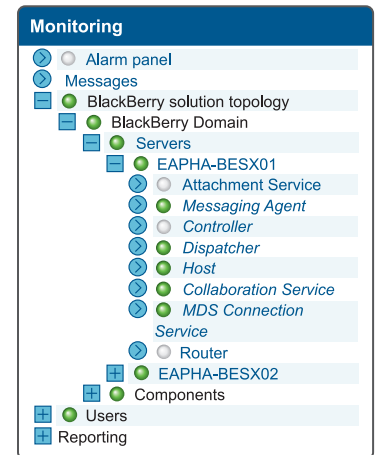 Monitoring
Alarm panel
Messages
BlackBerry solution topology
BlackBerry Domain
Servers
EAPHA-BESX01
Attachment Service
Messaging Agent
Controller
Dispatcher
Host
Collaboration Service
MDS Connection
Service
Router
EAPHA-BESX02
Components
Users
Reporting